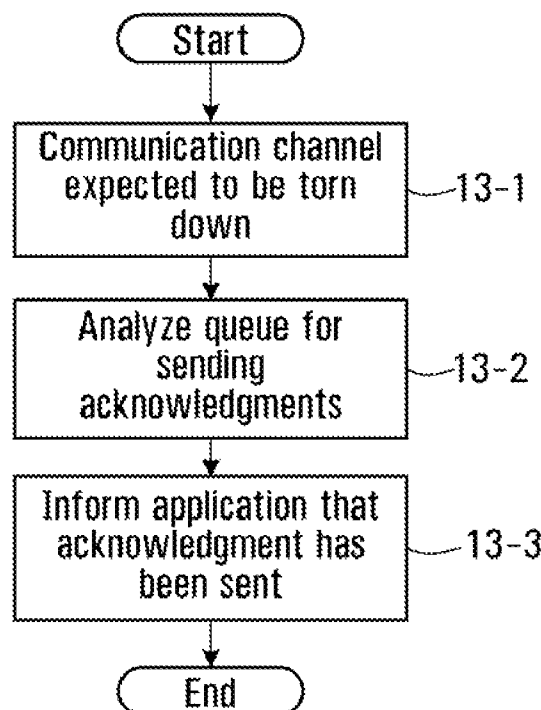 Start
Communication channel
expected to be torn
down
13-1
Analyze queue for
sending
acknowledgments
13-2
Inform application that
acknowledgment has
been sent
13-3
End